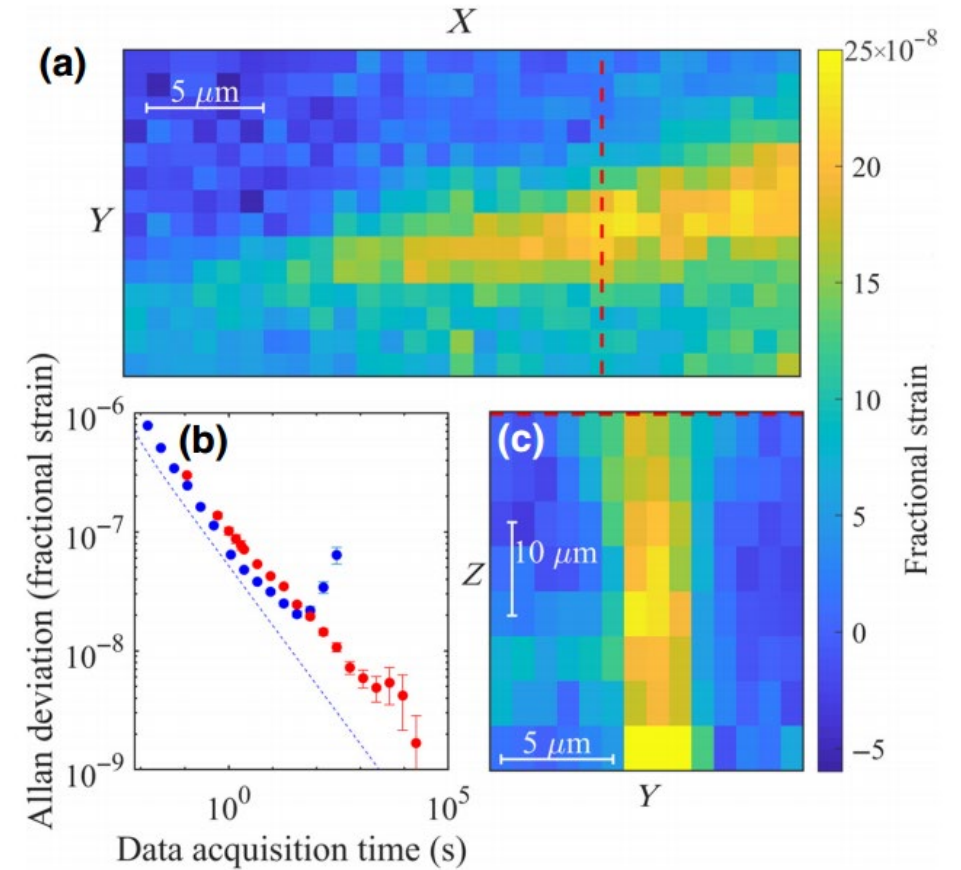 X
(a)
5 μm
Y
25×10⁻⁸
20
15
10
5
0
−5
Fractional strain
(b)
10⁻⁶
10⁻⁷
10⁻⁸
10⁻⁹
Allan deviation (fractional strain)
10⁰
10⁵
Data acquisition time (s)
(c)
Z
10 μm
5 μm
Y